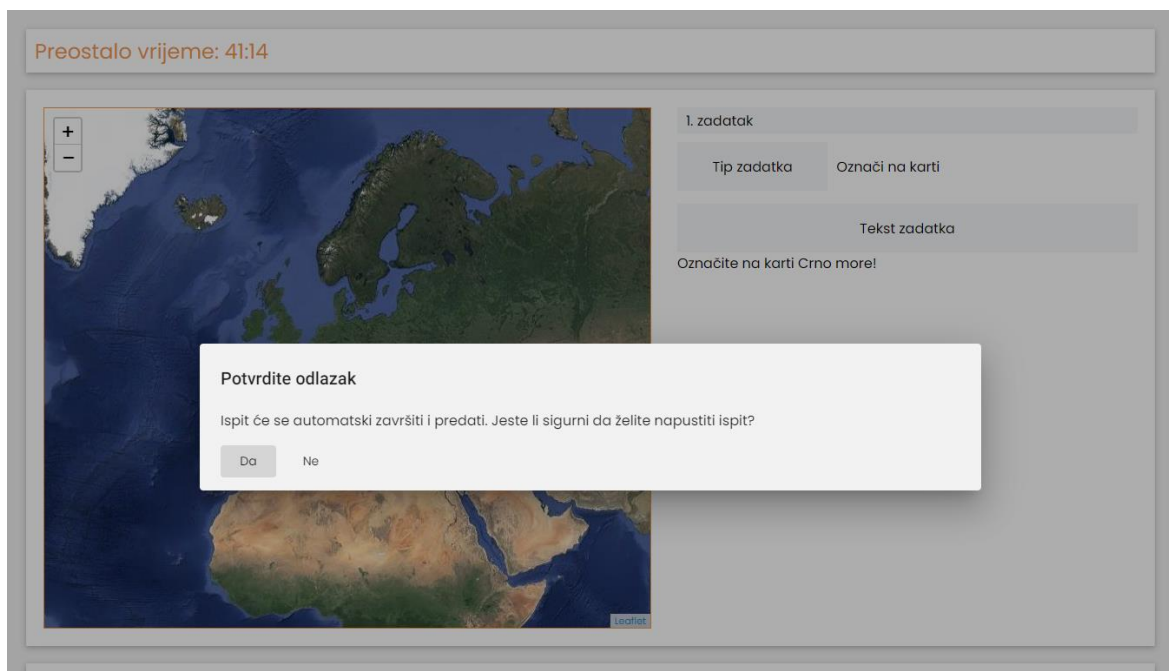 Preostalo vrijeme: 41:14
+
−
1. zadatak
Tip zadatka Označi na karti
Tekst zadatka
Označite na karti Crno more!
Potvrdite odlazak
Ispit će se automatski završiti i predati. Jeste li sigurni da želite napustiti ispit?
Da Ne
Leaflet